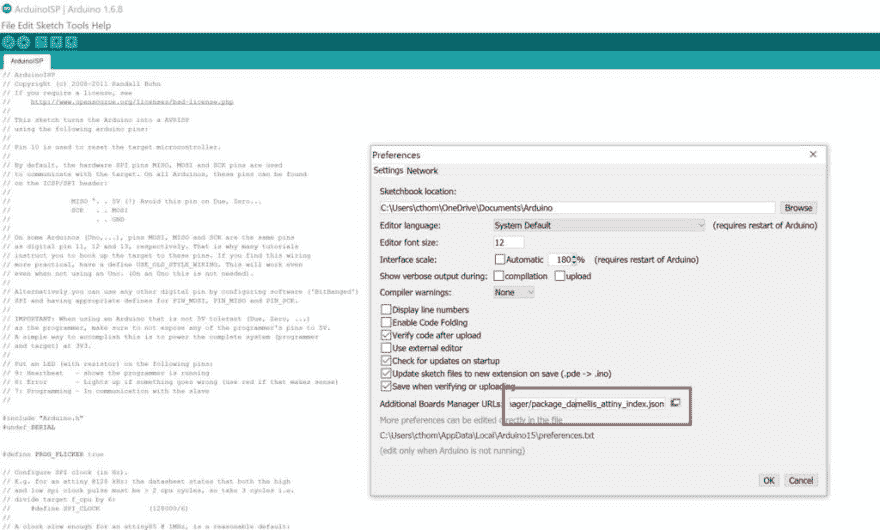 ArduinoISP | Arduino 1.6.8
File Edit Sketch Tools Help
ArduinoISP
// ArduinoISP
// Copyright (c) 2008-2011 Randall Bohn
// If you require a license, see
// http://www.opensource.org/licenses/bsd-license.php
//
// This sketch turns the Arduino into a AVRISP
// using the following arduino pins:
//
// Pin 10 is used to reset the target microcontroller.
//
// By default, the hardware SPI pins MISO, MOSI and SCK pins are used
// to communicate with the target. On all Arduinos, these pins can be found
// on the ICSP/SPI header:
//
// MISO °. . 5V (!) Avoid this pin on Due, Zero...
// SCK . . MOSI
// . . GND
//
// On some Arduinos (Uno,...), pins MOSI, MISO and SCK are the same pins
// as digital pin 11, 12 and 13, respectively. That is why many tutorials
// instruct you to hook up the target to these pins. If you find this wiring
// more practical, have a define USE_OLD_STYLE_WIRING. This will work even
// even when not using an Uno. (On an Uno this is not needed).
//
// Alternatively you can use any other digital pin by configuring software ('BitBanged')
// SPI and having appropriate defines for PIN_MOSI, PIN_MISO and PIN_SCK.
//
// IMPORTANT: When using an Arduino that is not 5V tolerant (Due, Zero, ...)
// as the programmer, make sure to not expose any of the programmer's pins to 5V.
// A simple way to accomplish this is to power the complete system (programmer
// and target) at 3V3.
//
// Put an LED (with resistor) on the following pins:
// 9: Heartbeat - shows the programmer is running
// 8: Error - Lights up if something goes wrong (use red if that makes sense)
// 7: Programming - In communication with the slave
//
#include "Arduino.h"
#undef SERIAL
#define PROG_FLICKER true
// Configure SPI clock (in Hz).
// E.g. for an attiny @128 kHz: the datasheet states that both the high
// and low spi clock pulse must be > 2 cpu cycles, so take 3 cycles i.e.
// divide target f_cpu by 6:
// #define SPI_CLOCK (128000/6)
//
// A clock slow enough for an attiny85 @ 1MHz, is a reasonable default:
Preferences
Settings Network
Sketchbook location:
C:\Users\cthom\OneDrive\Documents\Arduino
Browse
Editor language:
System Default
(requires restart of Arduino)
Editor font size:
12
Interface scale:
Automatic
180%
(requires restart of Arduino)
Show verbose output during:
compilation
upload
Compiler warnings:
None
Display line numbers
Enable Code Folding
Verify code after upload
Use external editor
Check for updates on startup
Update sketch files to new extension on save (.pde -> .ino)
Save when verifying or uploading
Additional Boards Manager URLs:
nager/package_damellis_attiny_index.json
More preferences can be edited directly in the file
C:\Users\cthom\AppData\Local\Arduino15\preferences.txt
(edit only when Arduino is not running)
OK
Cancel